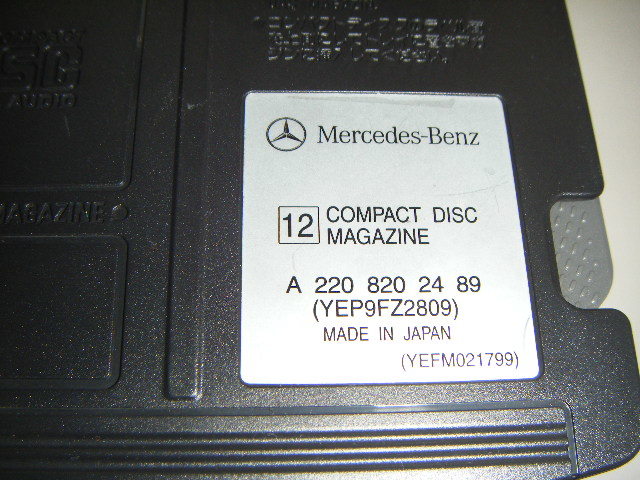 AUDIO
MAGAZINE
Mercedes-Benz
12 COMPACT DISC
MAGAZINE
A 220 820 24 89
(YEP9FZ2809)
MADE IN JAPAN
(YEFM021799)